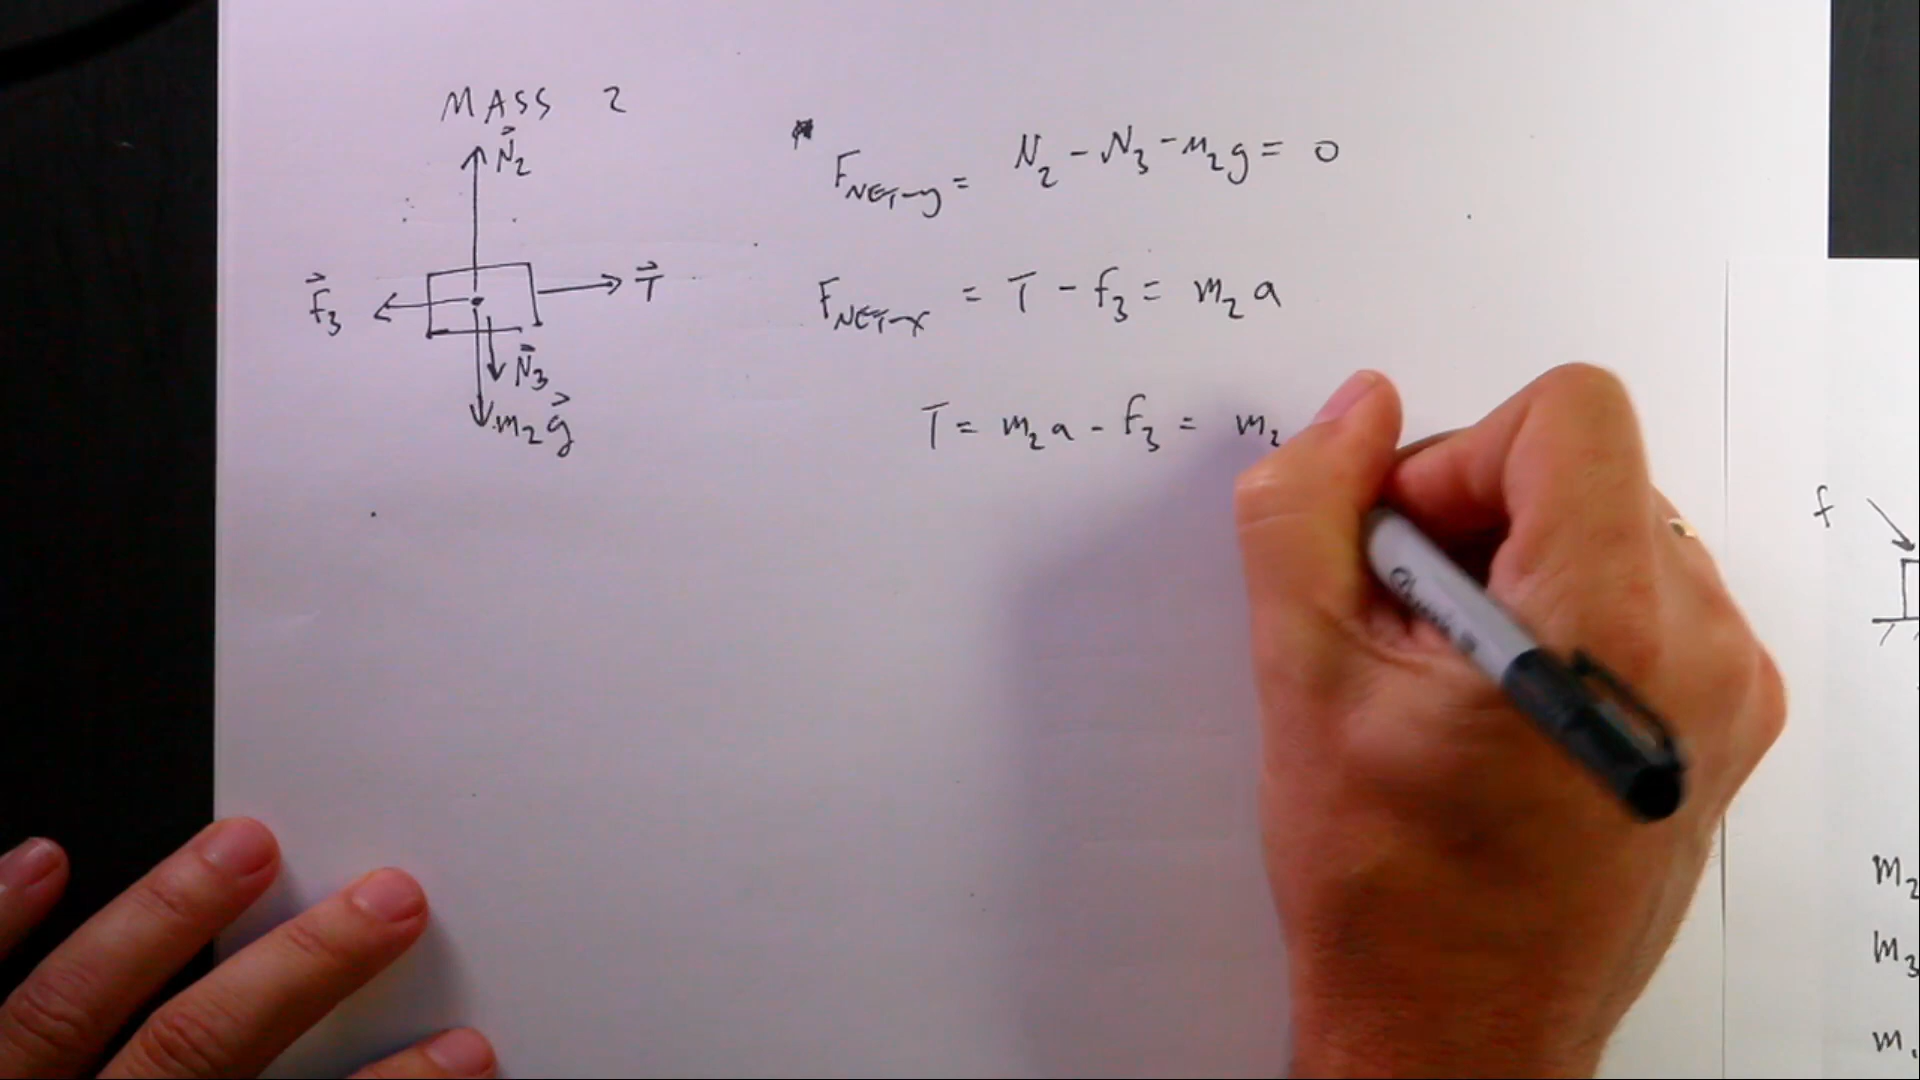 MASS 2
N₂
f₃
T
N₃
m₂g
F_NET-y = N₂ - N₃ - m₂g = 0
F_NET-x = T - f₃ = m₂a
T = m₂a - f₃ = m₂
f
m₂
m₃
m